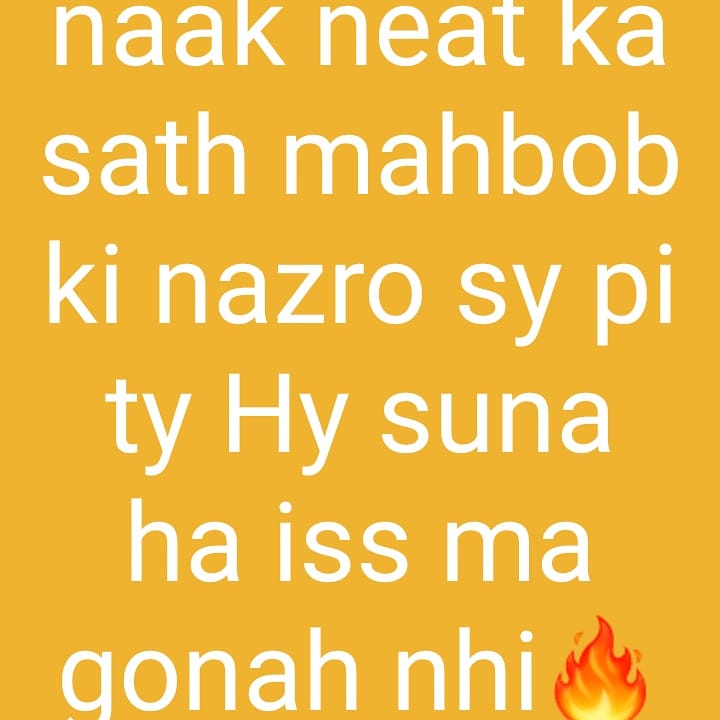 naak neat ka
sath mahbob
ki nazro sy pi
ty Hy suna
ha iss ma
gonah nhi🔥